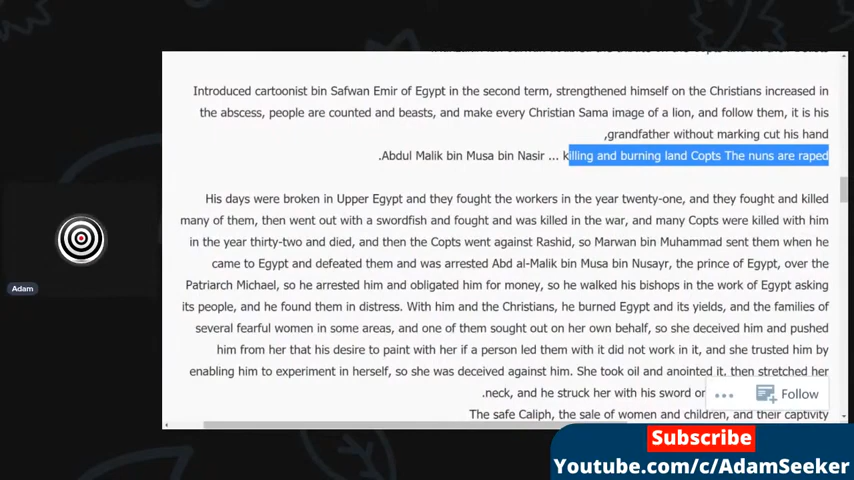 Introduced cartoonist bin Safwan Emir of Egypt in the second term, strengthened himself on the Christians increased in
the abscess, people are counted and beasts, and make every Christian Sama image of a lion, and follow them, it is his
,grandfather without marking cut his hand
.Abdul Malik bin Musa bin Nasir ... killing and burning land Copts The nuns are raped
His days were broken in Upper Egypt and they fought the workers in the year twenty-one, and they fought and killed
many of them, then went out with a swordfish and fought and was killed in the war, and many Copts were killed with him
in the year thirty-two and died, and then the Copts went against Rashid, so Marwan bin Muhammad sent them when he
came to Egypt and defeated them and was arrested Abd al-Malik bin Musa bin Nusayr, the prince of Egypt, over the
Patriarch Michael, so he arrested him and obligated him for money, so he walked his bishops in the work of Egypt asking
its people, and he found them in distress. With him and the Christians, he burned Egypt and its yields, and the families of
several fearful women in some areas, and one of them sought out on her own behalf, so she deceived him and pushed
him from her that his desire to paint with her if a person led them with it did not work in it, and she trusted him by
enabling him to experiment in herself, so she was deceived against him. She took oil and anointed it, then stretched her
.neck, and he struck her with his sword
The safe Caliph, the sale of women and children, and their captivity
Adam
... Follow
Subscribe
Youtube.com/c/AdamSeeker